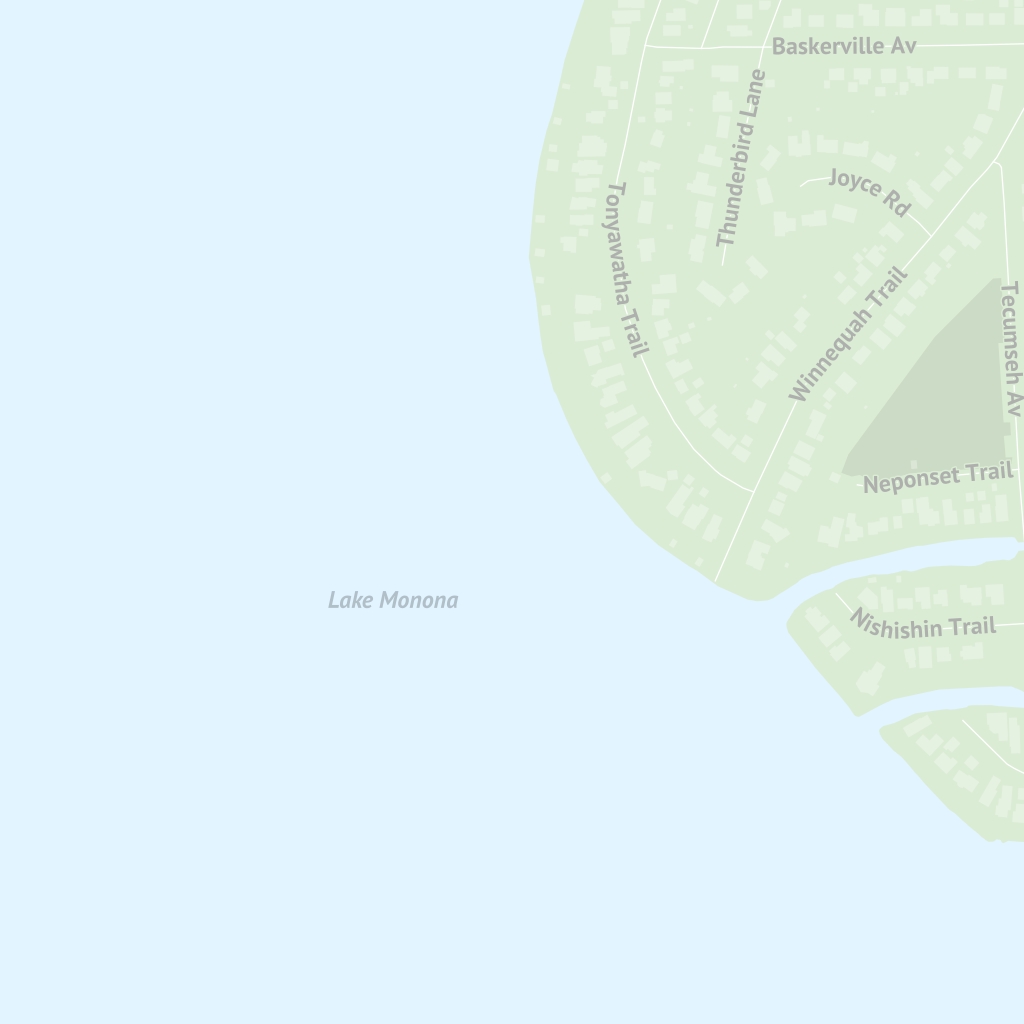 Baskerville Av
Thunderbird Lane
Joyce Rd
Tonyawatha Trail
Winnequah Trail
Tecumseh Av
Neponset Trail
Lake Monona
Nishishin Trail